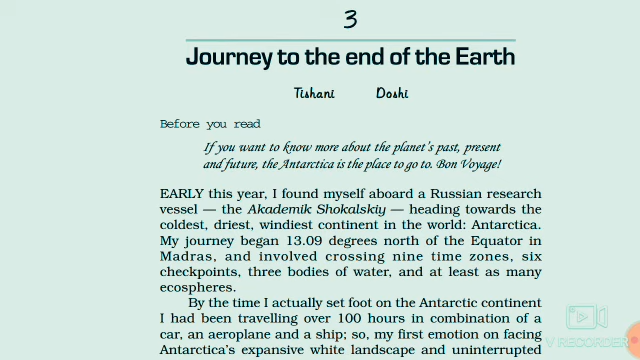 3
Journey to the end of the Earth
Tishani Doshi
Before you read
If you want to know more about the planet's past, present
and future, the Antarctica is the place to go to. Bon Voyage!
EARLY this year, I found myself aboard a Russian research
vessel — the Akademik Shokalskiy — heading towards the
coldest, driest, windiest continent in the world: Antarctica.
My journey began 13.09 degrees north of the Equator in
Madras, and involved crossing nine time zones, six
checkpoints, three bodies of water, and at least as many
ecospheres.
By the time I actually set foot on the Antarctic continent
I had been travelling over 100 hours in combination of a
car, an aeroplane and a ship; so, my first emotion on facing
Antarctica's expansive white landscape and uninterrupted
V RECORDER